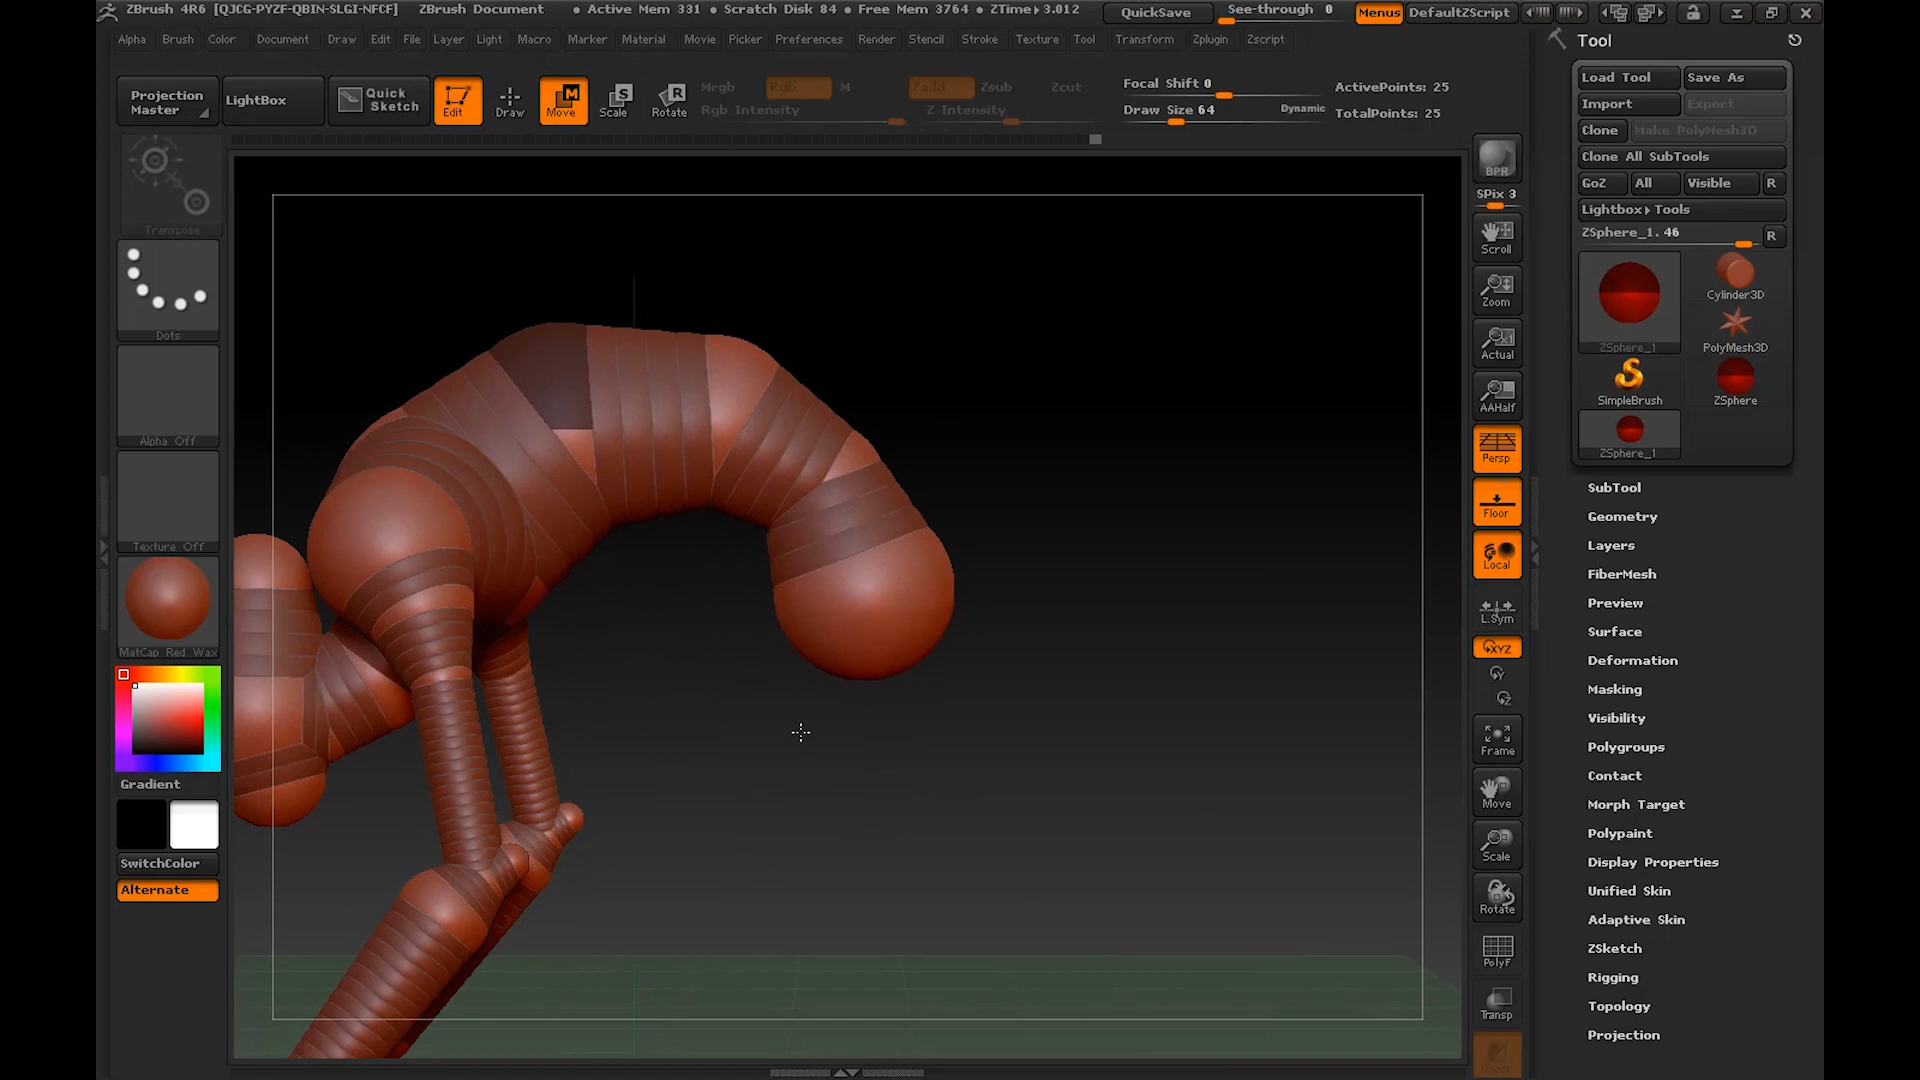 ZBrush 4R6 [QJCG-PYZF-QBIN-SLGI-NFCF] ZBrush Document • Active Mem 331 • Scratch Disk 84 • Free Mem 3764 • ZTime▸3.012 QuickSave See-through 0 Menus DefaultZScript
Alpha Brush Color Document Draw Edit File Layer Light Macro Marker Material Movie Picker Preferences Render Stencil Stroke Texture Tool Transform Zplugin Zscript
Projection Master
LightBox
Quick Sketch
Edit
Draw
Move
Scale
Rotate
Mrgb Rgb M
Rgb Intensity
Zadd Zsub Zcut
Z Intensity
Focal Shift 0
Draw Size 64 Dynamic
ActivePoints: 25
TotalPoints: 25
Transpose
Dots
Alpha Off
Texture Off
MatCap Red Wax
Gradient
SwitchColor
Alternate
BPR
SPix 3
Scroll
Zoom
Actual
AAHalf
Persp
Floor
Local
L.Sym
XYZ
Frame
Move
Scale
Rotate
PolyF
Transp
Ghost
Tool
Load Tool Save As
Import Export
Clone Make PolyMesh3D
Clone All SubTools
GoZ All Visible R
Lightbox▸Tools
ZSphere_1. 46 R
ZSphere_1
Cylinder3D
PolyMesh3D
SimpleBrush
ZSphere
ZSphere_1
SubTool
Geometry
Layers
FiberMesh
Preview
Surface
Deformation
Masking
Visibility
Polygroups
Contact
Morph Target
Polypaint
Display Properties
Unified Skin
Adaptive Skin
ZSketch
Rigging
Topology
Projection